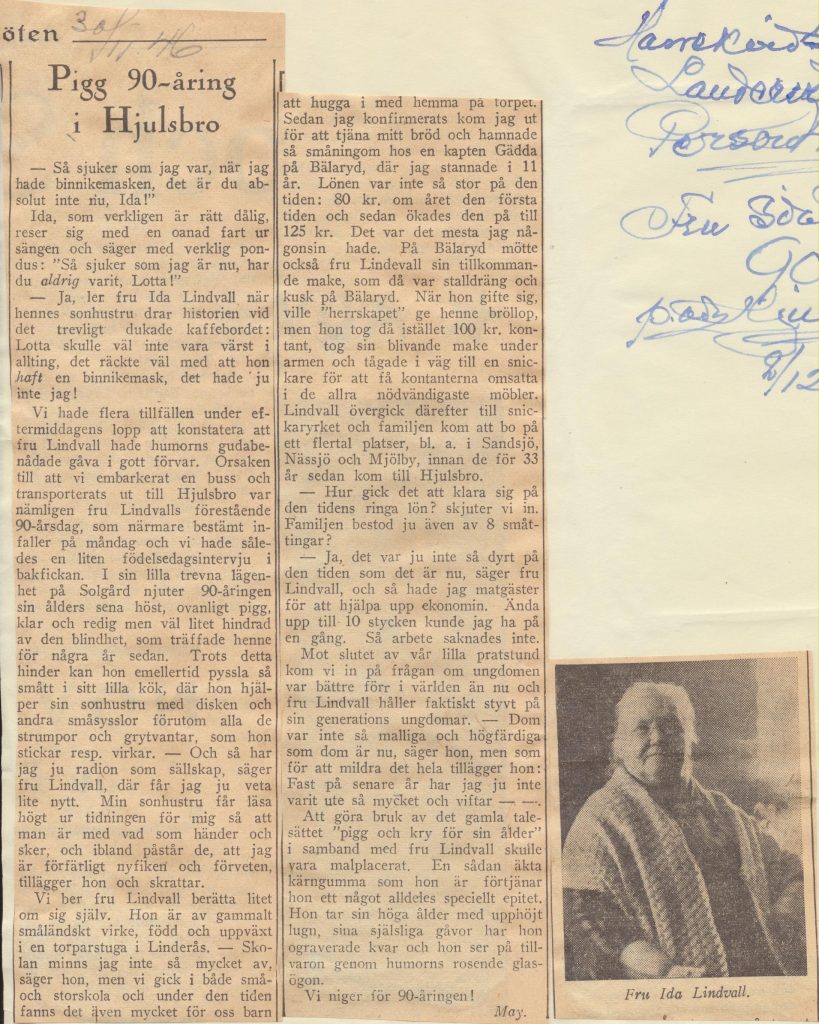 öten 30/11 46
Pigg 90-åring
i Hjulsbro
— Så sjuker som jag var, när jag
hade binnikemasken, det är du ab-
solut inte nu, Ida!"
Ida, som verkligen är rätt dålig,
reser sig med en oanad fart ur
sängen och säger med verklig pon-
dus: "Så sjuker som jag är nu, har
du aldrig varit, Lotta!"
— Ja, ler fru Ida Lindvall när
hennes sonhustru drar historien vid
det trevligt dukade kaffebordet:
Lotta skulle väl inte vara värst i
allting, det räckte väl med att hon
haft en binnikemask, det hade ju
inte jag!
Vi hade flera tillfällen under ef-
termiddagens lopp att konstatera att
fru Lindvall hade humorns gudabe-
nådade gåva i gott förvar. Orsaken
till att vi embarkerat en buss och
transporterats ut till Hjulsbro var
nämligen fru Lindvalls förestående
90-årsdag, som närmare bestämt in-
faller på måndag och vi hade såle-
des en liten födelsedagsintervju i
bakfickan. I sin lilla trevna lägen-
het på Solgård njuter 90-åringen
sin ålders sena höst, ovanligt pigg,
klar och redig men väl litet hindrad
av den blindhet, som träffade henne
för några år sedan. Trots detta
hinder kan hon emellertid pyssla så
smått i sitt lilla kök, där hon hjäl-
per sin sonhustru med disken och
andra småsysslor förutom alla de
strumpor och grytvantar, som hon
stickar resp. virkar. — Och så har
jag ju radion som sällskap, säger
fru Lindvall, där får jag ju veta
lite nytt. Min sonhustru får läsa
högt ur tidningen för mig så att
man är med vad som händer och
sker, och ibland påstår de, att jag
är förfärligt nyfiken och förveten,
tillägger hon och skrattar.
Vi ber fru Lindvall berätta litet
om sig själv. Hon är av gammalt
småländskt virke, född och uppväxt
i en torparstuga i Linderås. — Sko-
lan minns jag inte så mycket av,
säger hon, men vi gick i både små-
och storskola och under den tiden
fanns det även mycket för oss barn
att hugga i med hemma på torpet.
Sedan jag konfirmerats kom jag ut
för att tjäna mitt bröd och hamnade
så småningom hos en kapten Gädda
på Bälaryd, där jag stannade i 11
år. Lönen var inte så stor på den
tiden: 80 kr. om året den första
tiden och sedan ökades den på till
125 kr. Det var det mesta jag nå-
gonsin hade. På Bälaryd mötte
också fru Lindevall sin tillkomman-
de make, som då var stalldräng och
kusk på Bälaryd. När hon gifte sig,
ville "herrskapet" ge henne bröllop,
men hon tog då istället 100 kr. kon-
tant, tog sin blivande make under
armen och tågade i väg till en snic-
kare för att få kontanterna omsatta
i de allra nödvändigaste möbler.
Lindvall övergick därefter till snic-
karyrket och familjen kom att bo på
ett flertal platser, bl. a. i Sandsjö,
Nässjö och Mjölby, innan de för 33
år sedan kom till Hjulsbro.
— Hur gick det att klara sig på
den tidens ringa lön? skjuter vi in.
Familjen bestod ju även av 8 småt-
tingar?
— Ja, det var ju inte så dyrt på
den tiden som det är nu, säger fru
Lindvall, och så hade jag matgäster
för att hjälpa upp ekonomin. Ända
upp till 10 stycken kunde jag ha på
en gång. Så arbete saknades inte.
Mot slutet av vår lilla pratstund
kom vi in på frågan om ungdomen
var bättre förr i världen än nu och
fru Lindvall håller faktiskt styvt på
sin generations ungdomar. — Dom
var inte så malliga och högfärdiga
som dom är nu, säger hon, men som
för att mildra det hela tillägger hon:
Fast på senare år har jag ju inte
varit ute så mycket och viftar — —.
Att göra bruk av det gamla tale-
sättet "pigg och kry för sin ålder"
i samband med fru Lindvall skulle
vara malplacerat. En sådan äkta
kärngumma som hon är förtjänar
hon ett något alldeles speciellt epitet.
Hon tar sin höga ålder med upphöjt
lugn, sina själsliga gåvor har hon
ograverade kvar och hon ser på till-
varon genom humorns rosende glas-
ögon.
Vi niger för 90-åringen!
May.
Fru Ida
90
2/12
Fru Ida Lindvall.